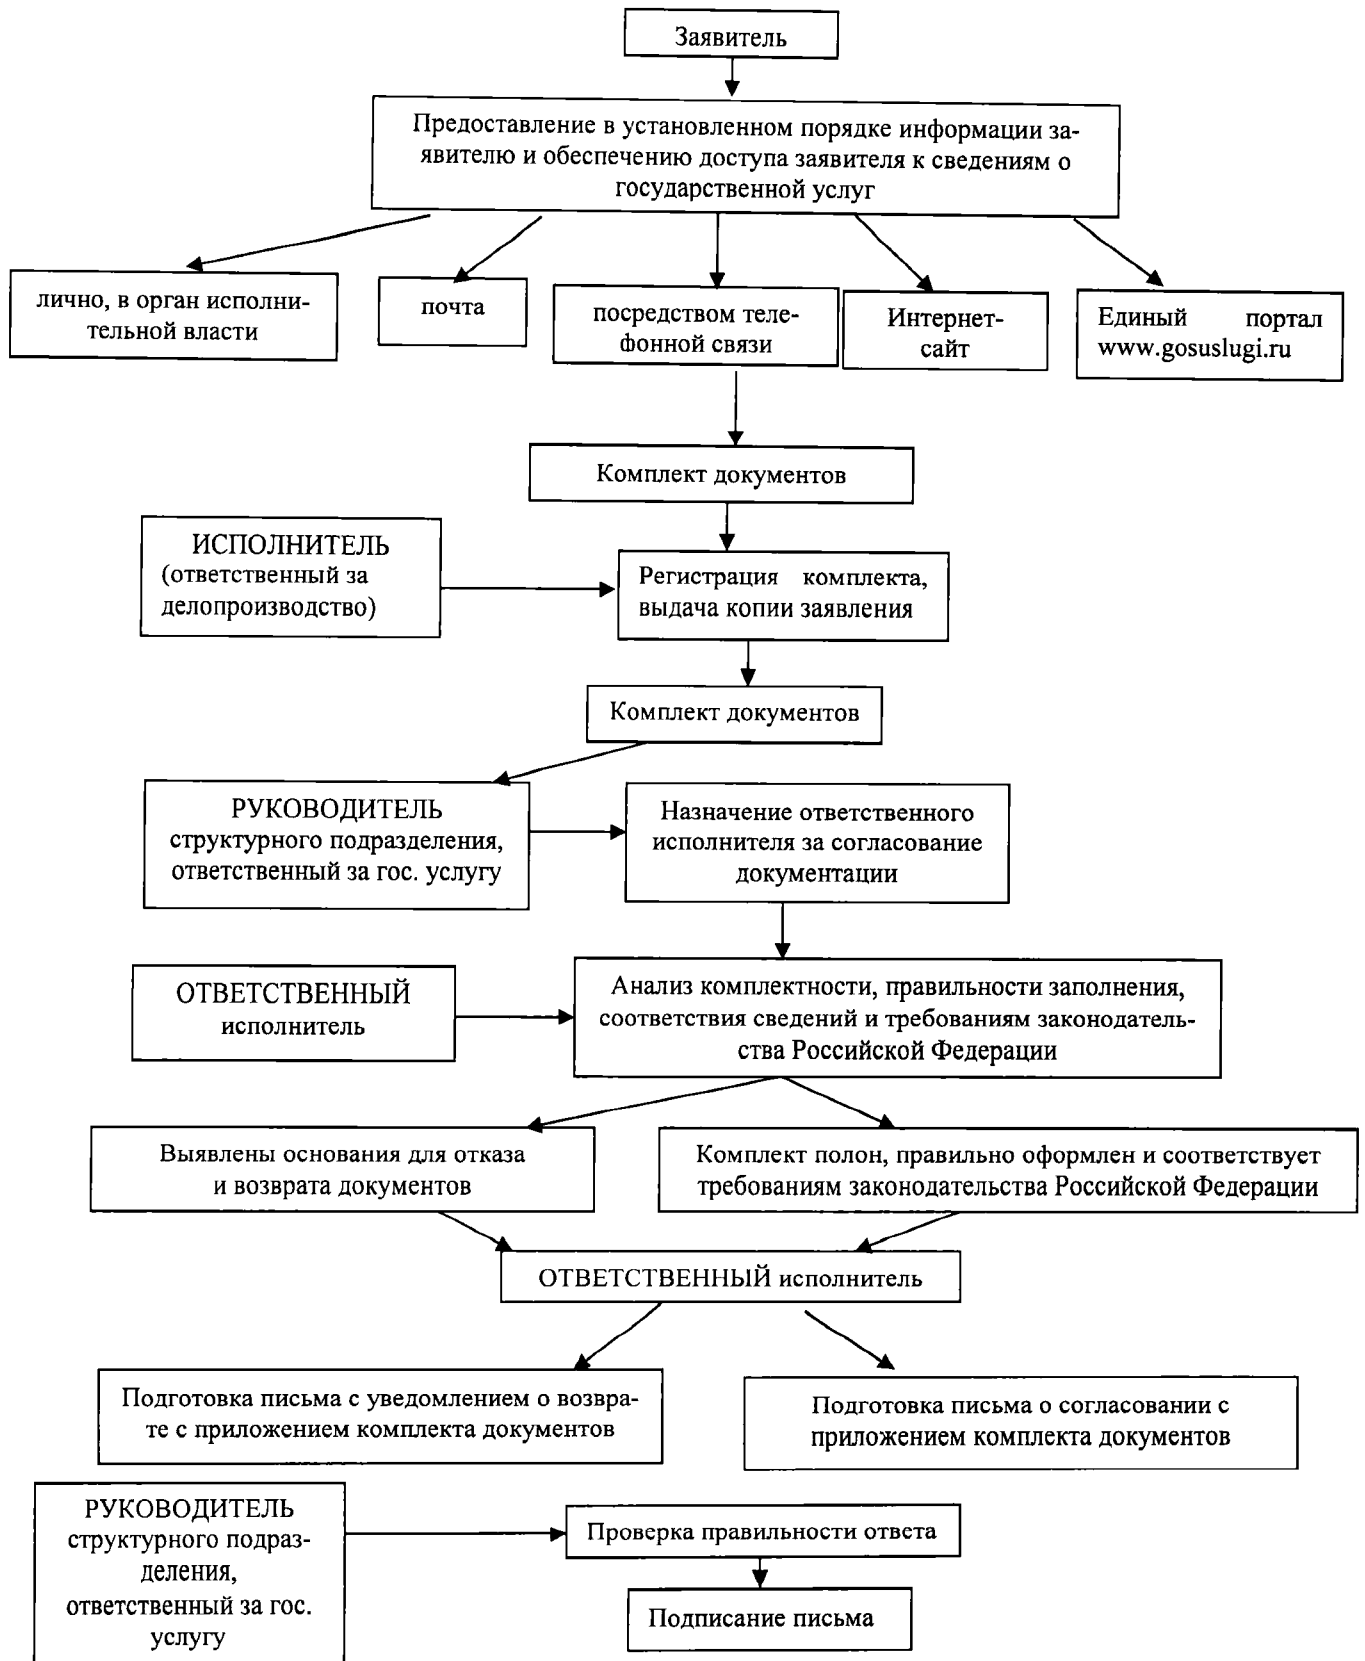 Заявитель
Предоставление в установленном порядке информации за-
явителю и обеспечению доступа заявителя к сведениям о
государственной услуг
лично, в орган исполни-
тельной власти
почта
посредством теле-
фонной связи
Интернет-
сайт
Единый портал
www.gosuslugi.ru
Комплект документов
ИСПОЛНИТЕЛЬ
(ответственный за
делопроизводство)
Регистрация комплекта,
выдача копии заявления
Комплект документов
РУКОВОДИТЕЛЬ
структурного подразделения,
ответственный за гос. услугу
Назначение ответственного
исполнителя за согласование
документации
ОТВЕТСТВЕННЫЙ
исполнитель
Анализ комплектности, правильности заполнения,
соответствия сведений и требованиям законодатель-
ства Российской Федерации
Выявлены основания для отказа
и возврата документов
Комплект полон, правильно оформлен и соответствует
требованиям законодательства Российской Федерации
ОТВЕТСТВЕННЫЙ исполнитель
Подготовка письма с уведомлением о возвра-
те с приложением комплекта документов
Подготовка письма о согласовании с
приложением комплекта документов
РУКОВОДИТЕЛЬ
структурного подраз-
деления,
ответственный за гос.
услугу
Проверка правильности ответа
Подписание письма